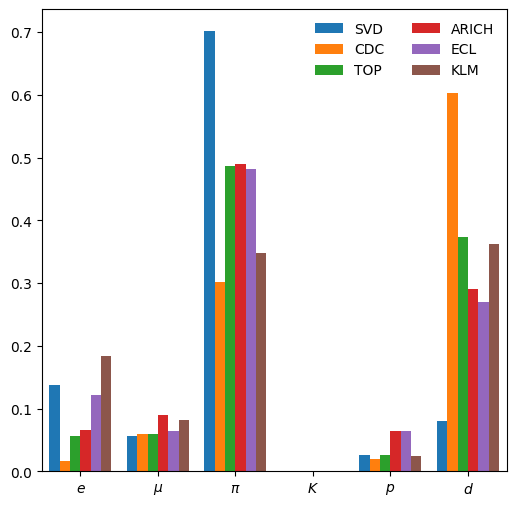 SVD
CDC
TOP
ARICH
ECL
KLM
0.7
0.6
0.5
0.4
0.3
0.2
0.1
0.0
e μ π K p d